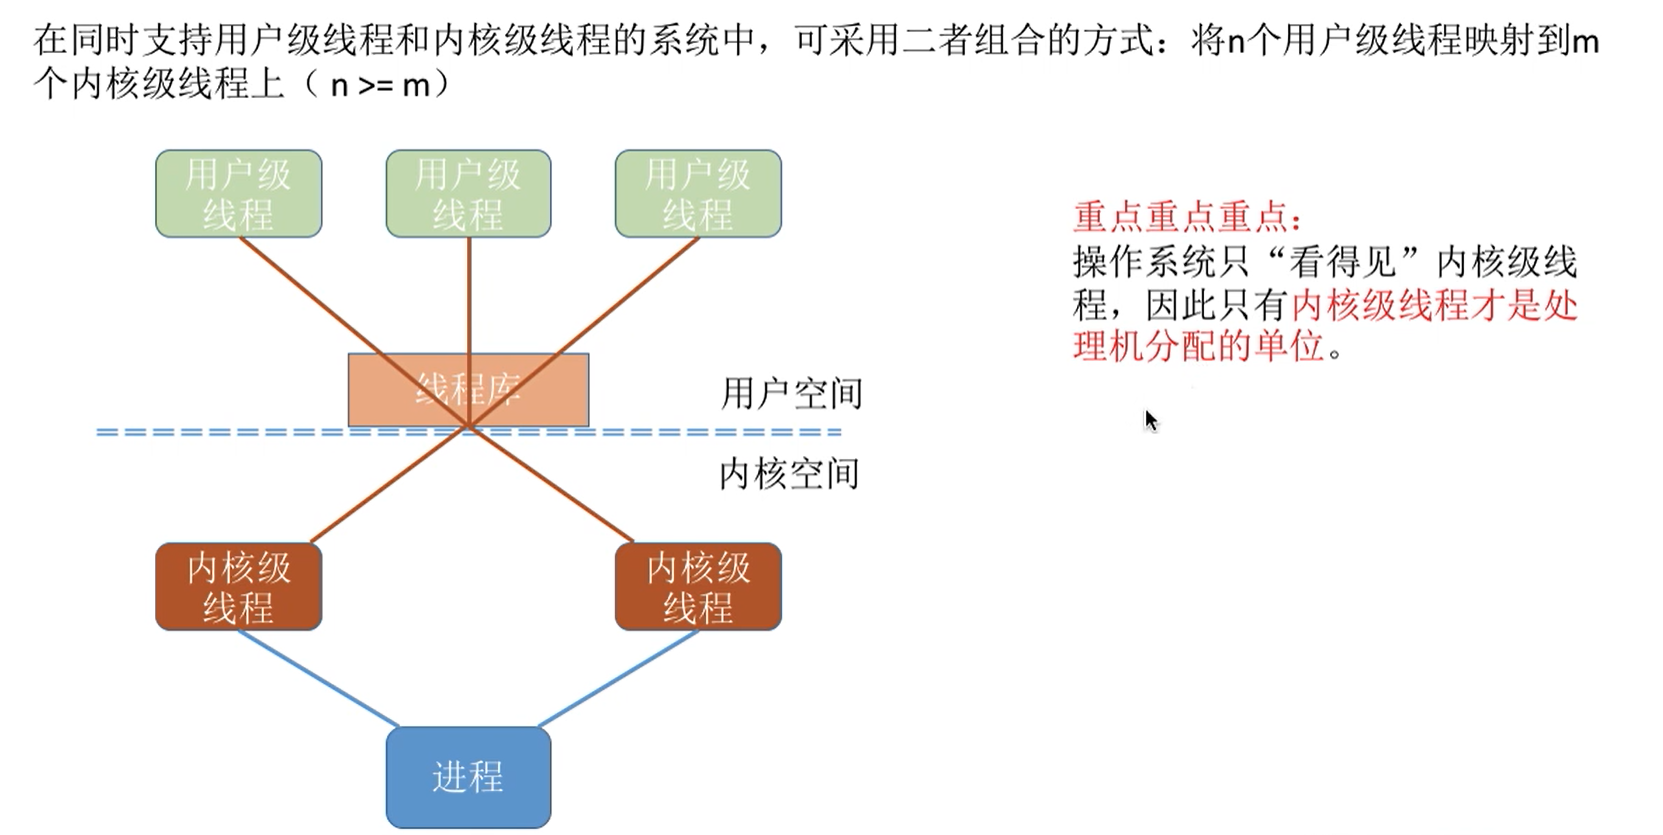 在同时支持用户级线程和内核级线程的系统中，可采用二者组合的方式：将n个用户级线程映射到m
个内核级线程上（ n >= m）
用户级
线程
用户级
线程
用户级
线程
重点重点重点：
操作系统只“看得见”内核级线
程，因此只有内核级线程才是处
理机分配的单位。
线程库
用户空间
内核空间
内核级
线程
内核级
线程
进程